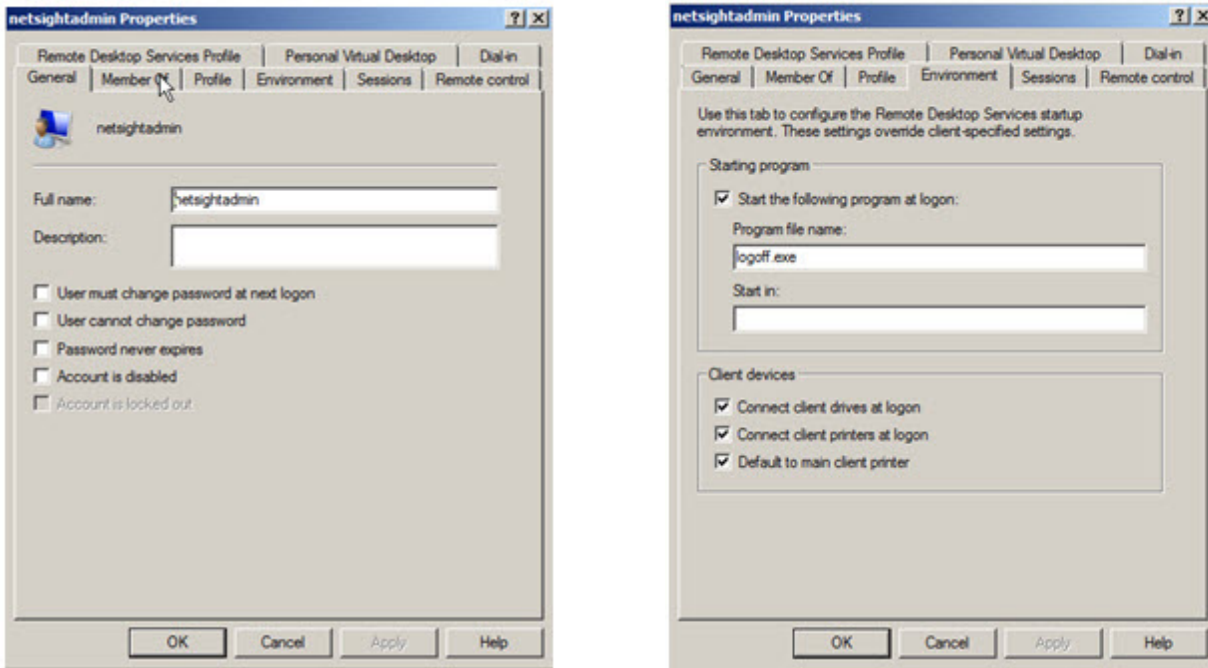 netsightadmin Properties
Remote Desktop Services Profile Personal Virtual Desktop Dial-in
General Member Of Profile Environment Sessions Remote control
netsightadmin
Full name: netsightadmin
Description:
User must change password at next logon
User cannot change password
Password never expires
Account is disabled
Account is locked out
OK Cancel Apply Help
netsightadmin Properties
Remote Desktop Services Profile Personal Virtual Desktop Dial-in
General Member Of Profile Environment Sessions Remote control
Use this tab to configure the Remote Desktop Services startup
environment. These settings override client-specified settings.
Starting program
Start the following program at logon:
Program file name:
logoff.exe
Start in:
Client devices
Connect client drives at logon
Connect client printers at logon
Default to main client printer
OK Cancel Apply Help